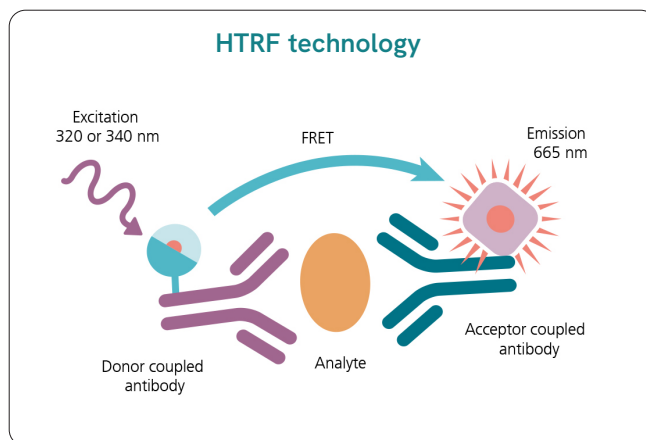 HTRF technology
Excitation
320 or 340 nm
FRET
Emission
665 nm
Donor coupled
antibody
Analyte
Acceptor coupled
antibody